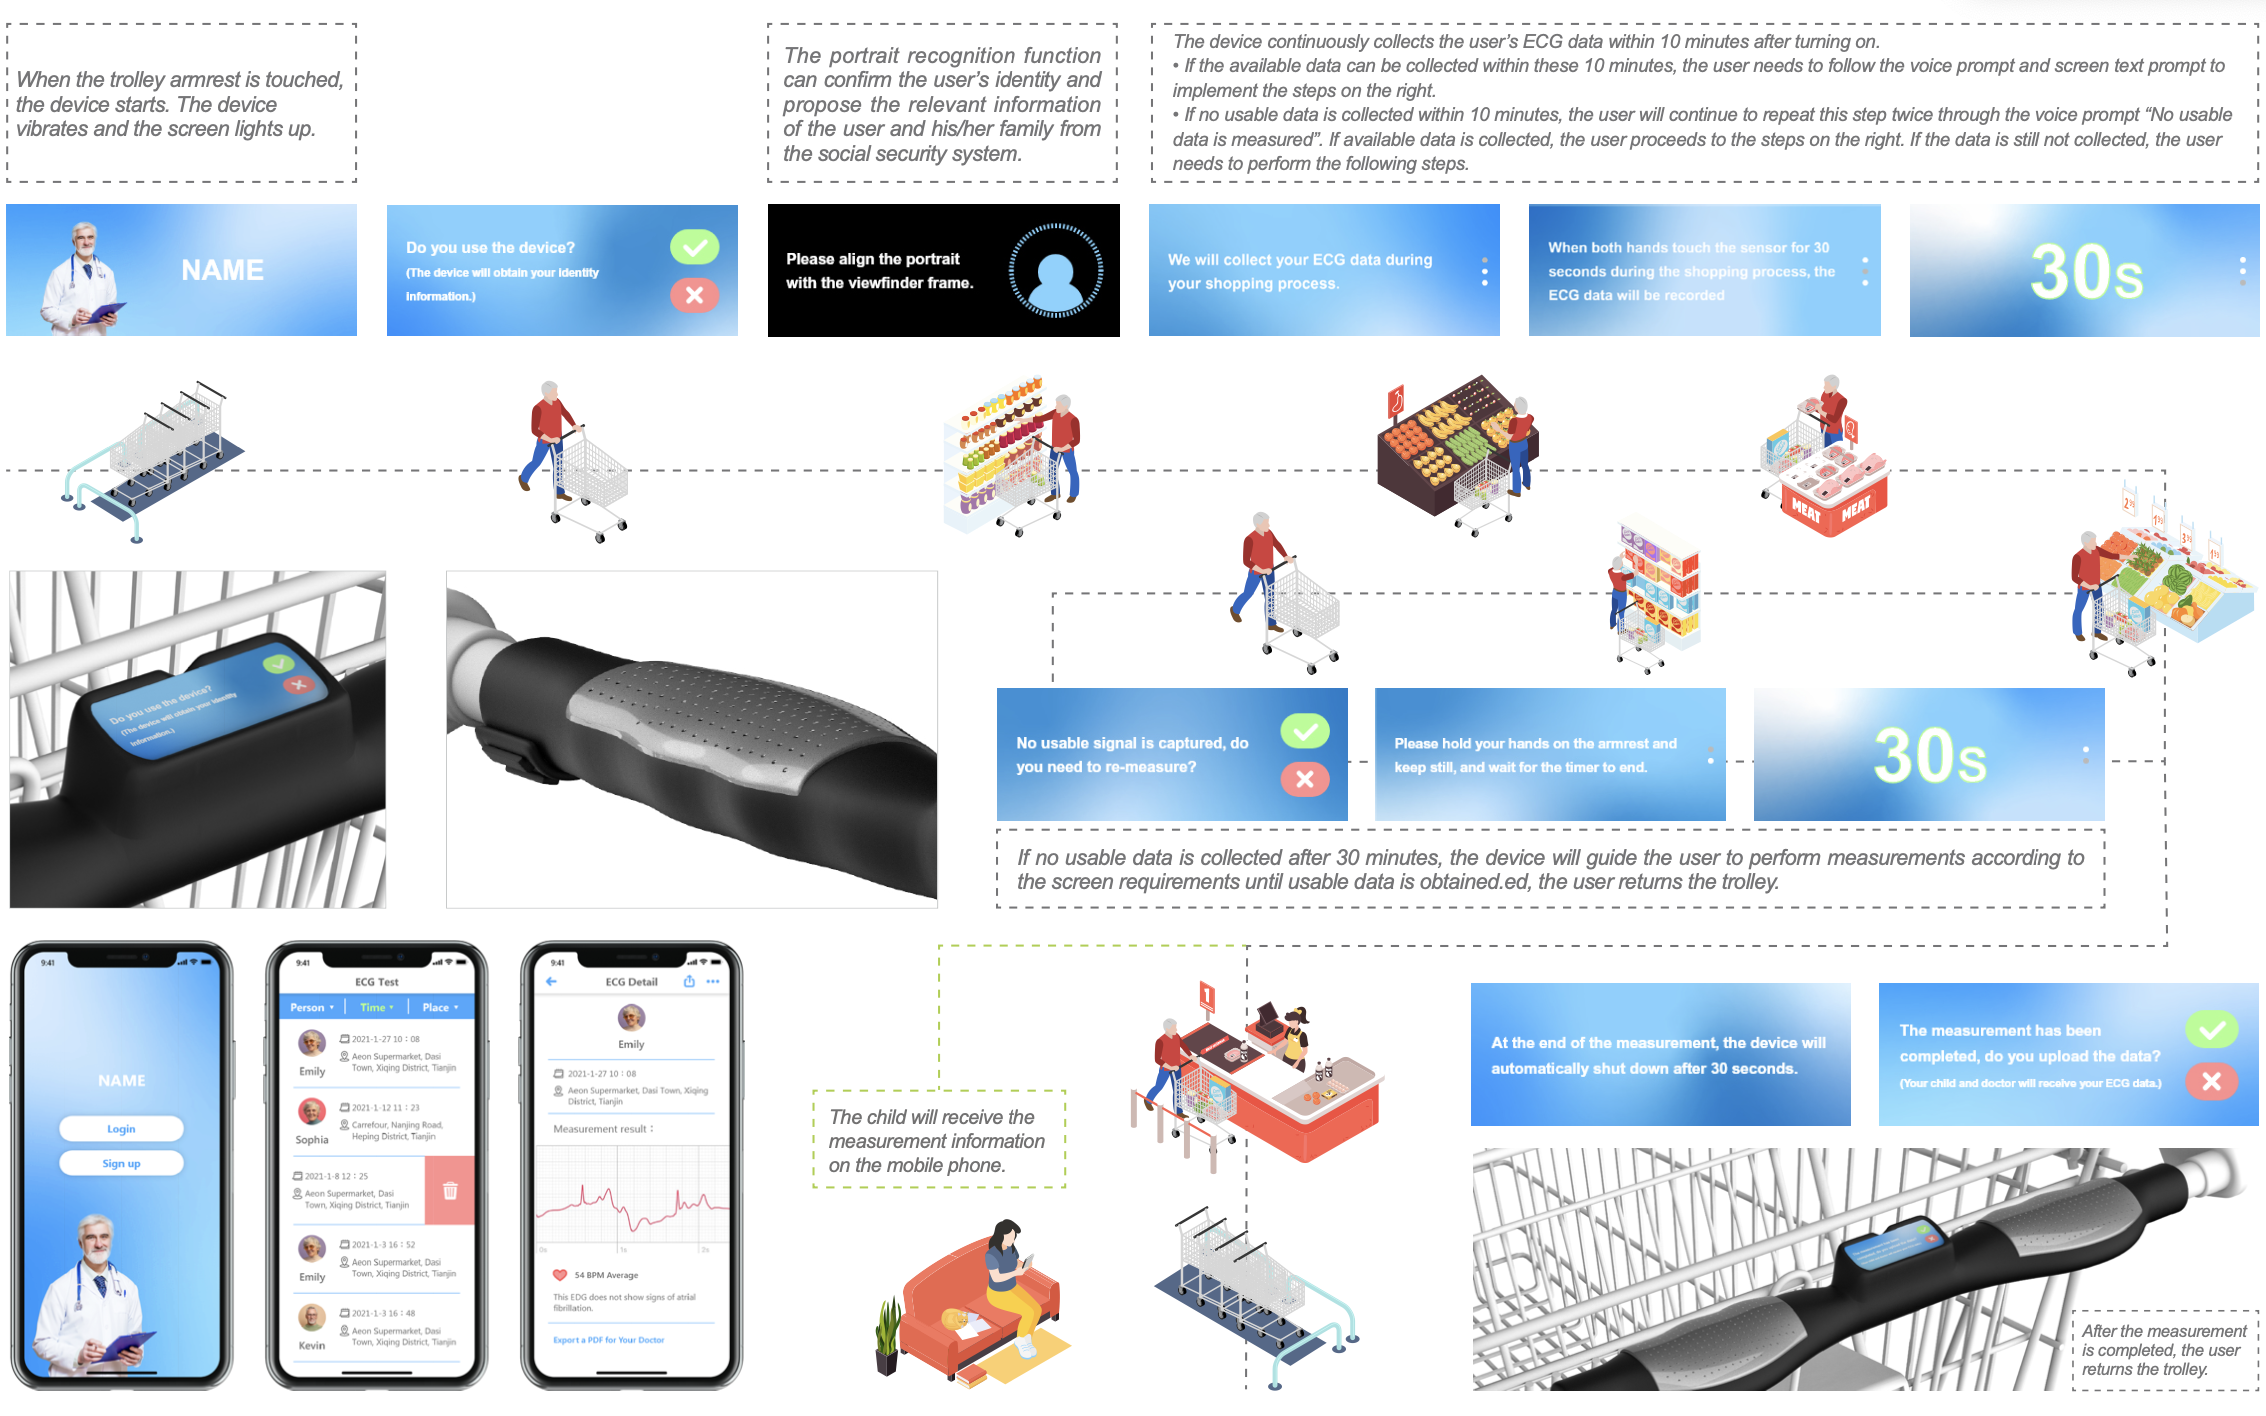 When the trolley armrest is touched,
the device starts. The device
vibrates and the screen lights up.
The portrait recognition function
can confirm the user's identity and
propose the relevant information
of the user and his/her family from
the social security system.
The device continuously collects the user's ECG data within 10 minutes after turning on.
• If the available data can be collected within these 10 minutes, the user needs to follow the voice prompt and screen text prompt to
implement the steps on the right.
• If no usable data is collected within 10 minutes, the user will continue to repeat this step twice through the voice prompt “No usable
data is measured”. If available data is collected, the user proceeds to the steps on the right. If the data is still not collected, the user
needs to perform the following steps.
NAME
Do you use the device?
(The device will obtain your identity
information.)
Please align the portrait
with the viewfinder frame.
We will collect your ECG data during
your shopping process.
When both hands touch the sensor for 30
seconds during the shopping process, the
ECG data will be recorded
30s
MEAT
MEAT
2.95
1.99
3.99
1.99
Do you use the device?
(The device will obtain your identity
information.)
No usable signal is captured, do
you need to re-measure?
Please hold your hands on the armrest and
keep still, and wait for the timer to end.
30s
If no usable data is collected after 30 minutes, the device will guide the user to perform measurements according to
the screen requirements until usable data is obtained.ed, the user returns the trolley.
9:41
NAME
Login
Sign up
9:41
ECG Test
Person
Time
Place
Emily
2021-1-27 10：08
Aeon Supermarket, Dasi
Town, Xiqing District, Tianjin
Sophia
2021-1-12 11：23
Carrefour, Nanjing Road,
Heping District, Tianjin
2021-1-8 12：25
Aeon Supermarket, Dasi
Town, Xiqing District, Tianjin
Emily
2021-1-3 16：52
Aeon Supermarket, Dasi
Town, Xiqing District, Tianjin
Kevin
2021-1-3 16：48
Aeon Supermarket, Dasi
Town, Xiqing District, Tianjin
9:41
ECG Detail
Emily
2021-1-27 10：08
Aeon Supermarket, Dasi Town, Xiqing
District, Tianjin
Measurement result：
0s
1s
2s
54 BPM Average
This EDG does not show signs of atrial
fibrillation.
Export a PDF for Your Doctor
The child will receive the
measurement information
on the mobile phone.
1
At the end of the measurement, the device will
automatically shut down after 30 seconds.
The measurement has been
completed, do you upload the data?
(Your child and doctor will receive your ECG data.)
After the measurement
is completed, the user
returns the trolley.